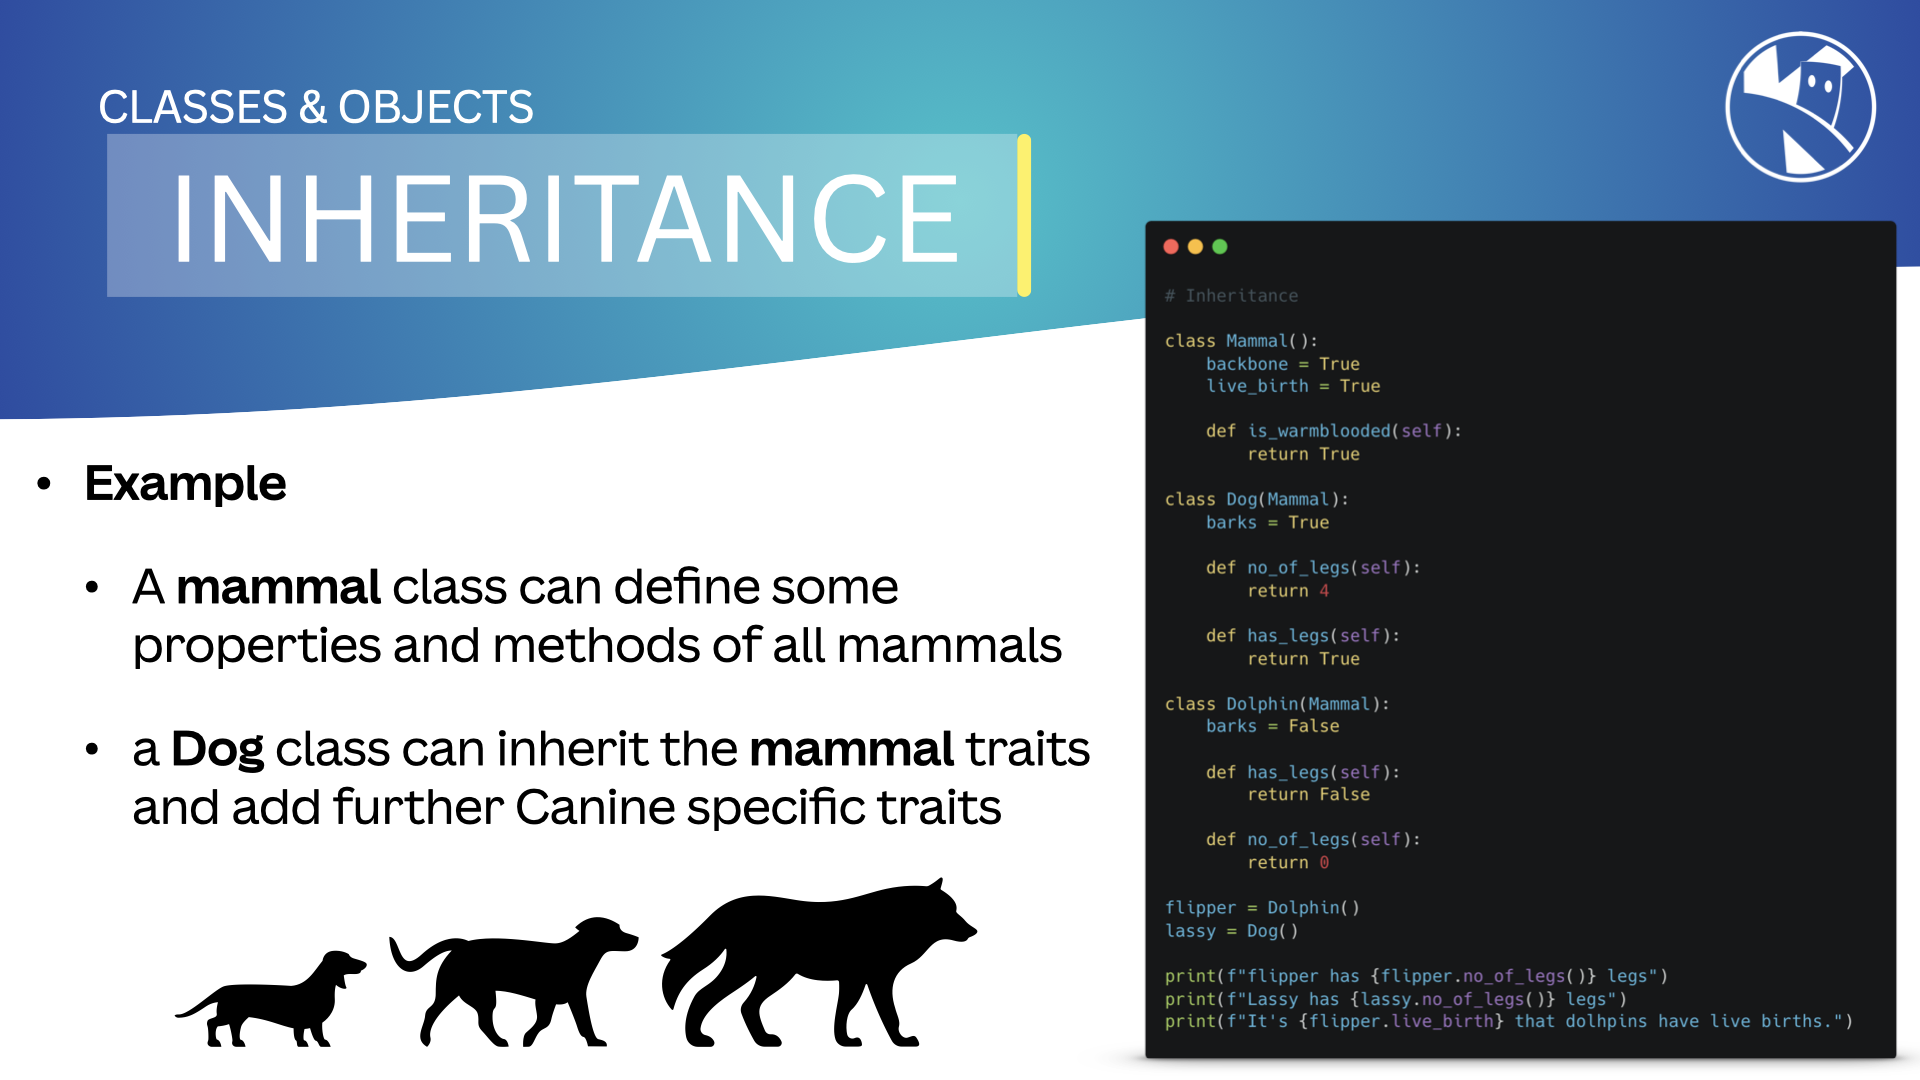 CLASSES & OBJECTS
INHERITANCE
• Example
• A mammal class can define some
properties and methods of all mammals
• a Dog class can inherit the mammal traits
and add further Canine specific traits
# Inheritance
class Mammal():
    backbone = True
    live_birth = True
    def is_warmblooded(self):
        return True
class Dog(Mammal):
    barks = True
    def no_of_legs(self):
        return 4
    def has_legs(self):
        return True
class Dolphin(Mammal):
    barks = False
    def has_legs(self):
        return False
    def no_of_legs(self):
        return 0
flipper = Dolphin()
lassy = Dog()
print(f"flipper has {flipper.no_of_legs()} legs")
print(f"Lassy has {lassy.no_of_legs()} legs")
print(f"It's {flipper.live_birth} that dolhpins have live births.")